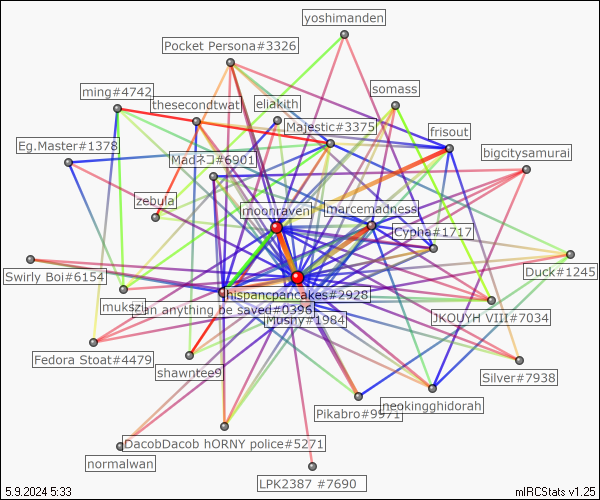 yoshimanden
Pocket Persona#3326
somass
ming#4742
thesecondtwat
eliakith
Majestic#3375
frisout
Eg.Master#1378
Madネコ#6901
bigcitysamurai
zebula
moonraven
marcemadness
Cypha#1717
Swirly Boi#6154
Duck#1245
hispancpancakes#2928
mukszi
an anything be saved#0396
Musny#1984
JKOUYH VIII#7034
Fedora Stoat#4479
shawntee9
Silver#7938
Pikabro#9971
neokingghidorah
DacobDacob hORNY police#5271
normalwan
LPK2387 #7690
5.9.2024 5:33
mIRCStats v1.25